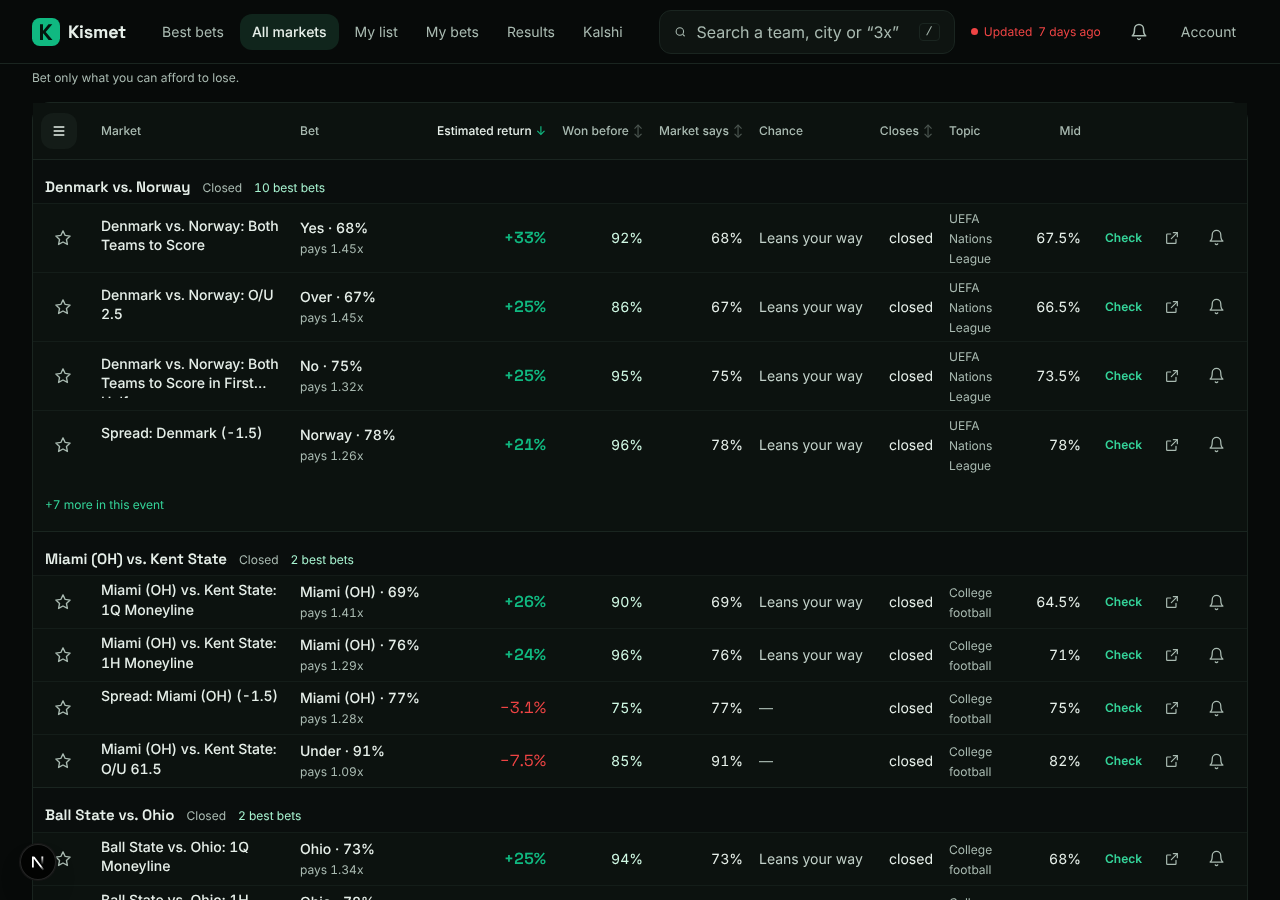 Kismet
Best bets
All markets
My list
My bets
Results
Kalshi
Search a team, city or “3x”
/
Updated 7 days ago
Account
Bet only what you can afford to lose.
Market Bet Estimated return Won before Market says Chance Closes Topic Mid
Denmark vs. Norway Closed 10 best bets
Denmark vs. Norway: Both
Teams to Score
Yes · 68%
pays 1.45x
+33% 92% 68% Leans your way closed
UEFA
Nations
League
67.5% Check
Denmark vs. Norway: O/U
2.5
Over · 67%
pays 1.45x
+25% 86% 67% Leans your way closed
UEFA
Nations
League
66.5% Check
Denmark vs. Norway: Both
Teams to Score in First...
No · 75%
pays 1.32x
+25% 95% 75% Leans your way closed
UEFA
Nations
League
73.5% Check
Spread: Denmark (-1.5)
Norway · 78%
pays 1.26x
+21% 96% 78% Leans your way closed
UEFA
Nations
League
78% Check
+7 more in this event
Miami (OH) vs. Kent State Closed 2 best bets
Miami (OH) vs. Kent State:
1Q Moneyline
Miami (OH) · 69%
pays 1.41x
+26% 90% 69% Leans your way closed
College
football
64.5% Check
Miami (OH) vs. Kent State:
1H Moneyline
Miami (OH) · 76%
pays 1.29x
+24% 96% 76% Leans your way closed
College
football
71% Check
Spread: Miami (OH) (-1.5)
Miami (OH) · 77%
pays 1.28x
−3.1% 75% 77% — closed
College
football
75% Check
Miami (OH) vs. Kent State:
O/U 61.5
Under · 91%
pays 1.09x
−7.5% 85% 91% — closed
College
football
82% Check
Ball State vs. Ohio Closed 2 best bets
Ball State vs. Ohio: 1Q
Moneyline
Ohio · 73%
pays 1.34x
+25% 94% 73% Leans your way closed
College
football
68% Check
Ball State vs. Ohio: 1H